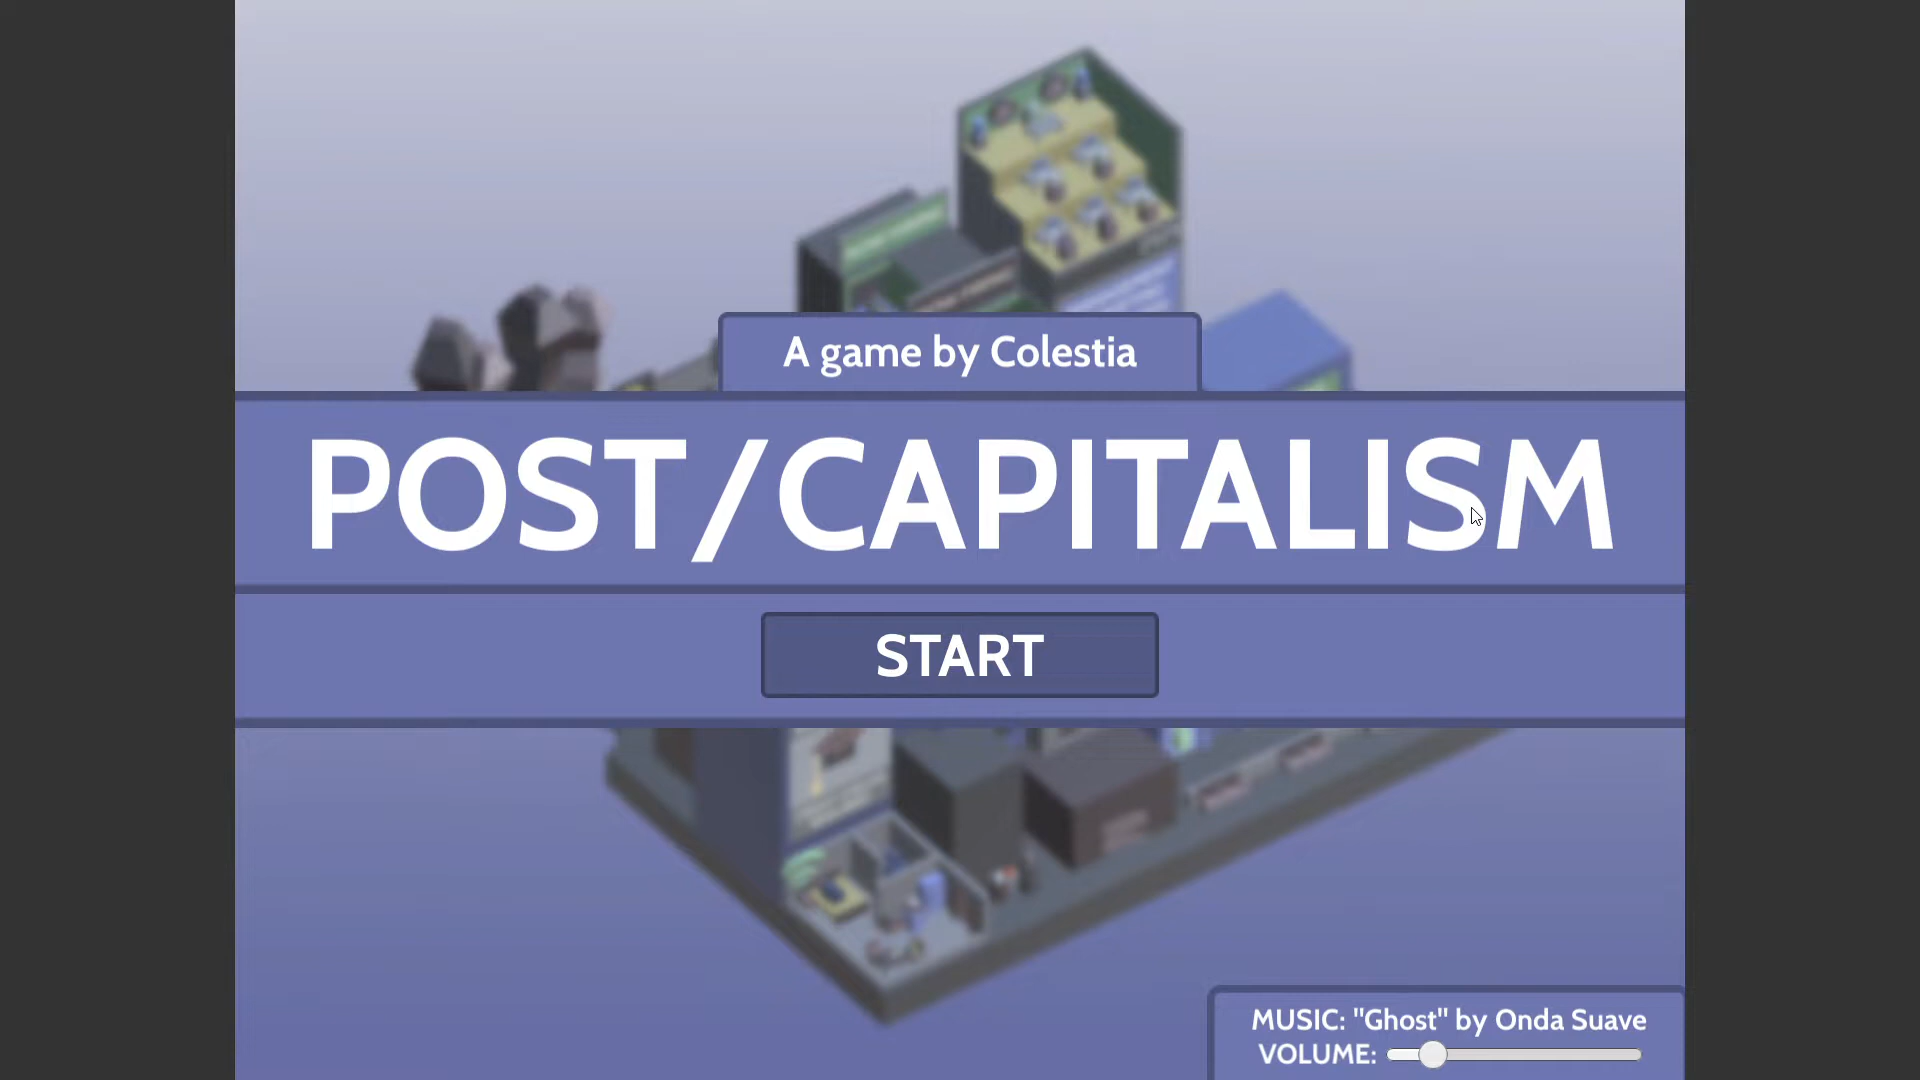 A game by Colestia
POST/CAPITALISM
START
MUSIC: "Ghost" by Onda Suave
VOLUME: